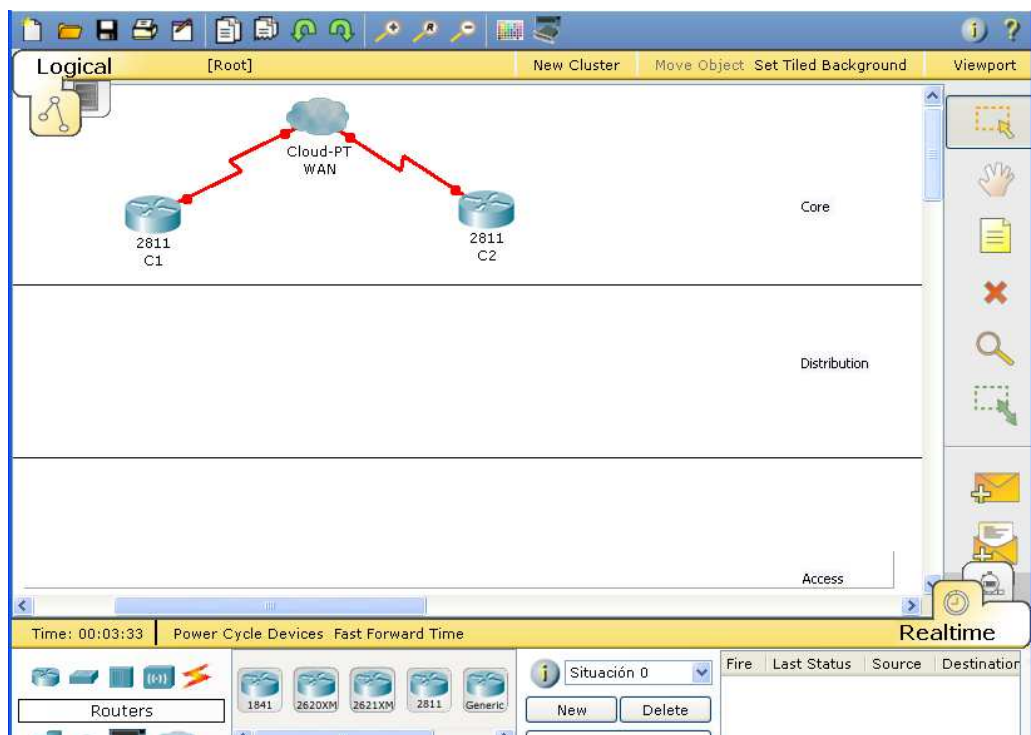 Logical [Root] New Cluster Move Object Set Tiled Background Viewport
Cloud-PT
WAN
2811
C1
2811
C2
Core
Distribution
Access
Time: 00:03:33 Power Cycle Devices Fast Forward Time Realtime
Routers
1841 2620XM 2621XM 2811 Generic
Situación 0
New Delete
Fire Last Status Source Destination